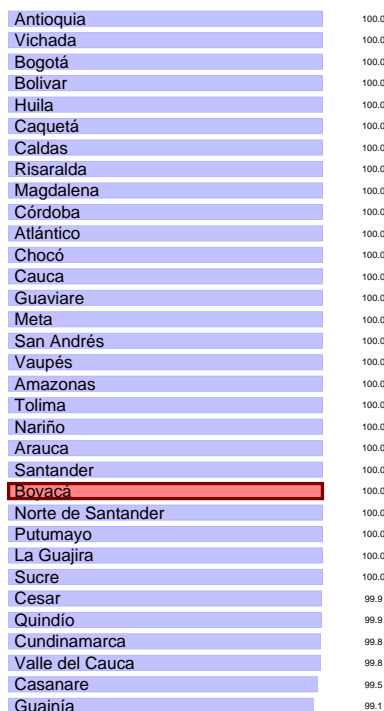 Antioquia 100.0
Vichada 100.0
Bogotá 100.0
Bolivar 100.0
Huila 100.0
Caquetá 100.0
Caldas 100.0
Risaralda 100.0
Magdalena 100.0
Córdoba 100.0
Atlántico 100.0
Chocó 100.0
Cauca 100.0
Guaviare 100.0
Meta 100.0
San Andrés 100.0
Vaupés 100.0
Amazonas 100.0
Tolima 100.0
Nariño 100.0
Arauca 100.0
Santander 100.0
Boyacá 100.0
Norte de Santander 100.0
Putumayo 100.0
La Guajira 100.0
Sucre 100.0
Cesar 99.9
Quindío 99.9
Cundinamarca 99.8
Valle del Cauca 99.8
Casanare 99.5
Guainía 99.1